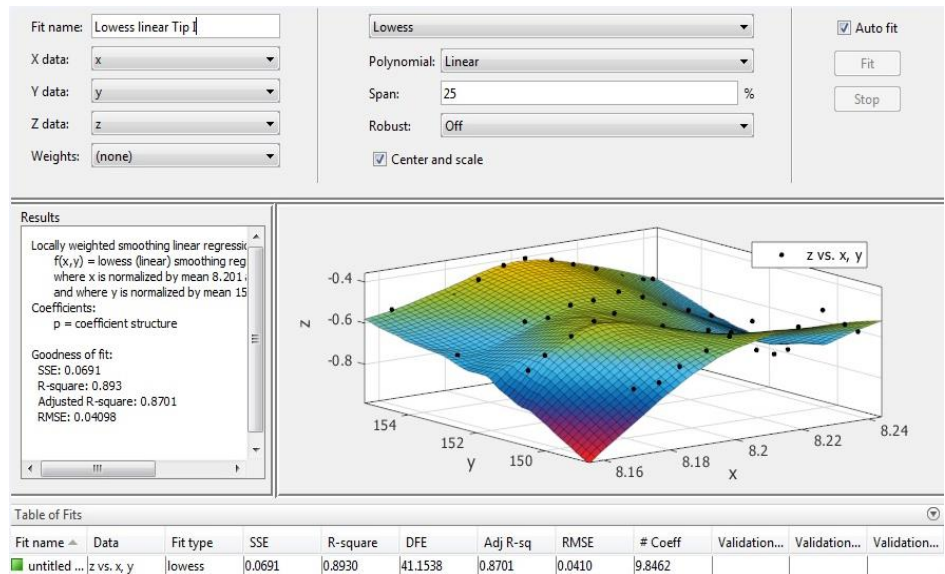 Fit name: Lowess linear Tip I
X data: x
Y data: y
Z data: z
Weights: (none)
Lowess
Polynomial: Linear
Span: 25 %
Robust: Off
Center and scale
Auto fit
Fit
Stop
Results
Locally weighted smoothing linear regressi
f(x,y) = lowess (linear) smoothing reg
where x is normalized by mean 8.201
and where y is normalized by mean 15
Coefficients:
p = coefficient structure
Goodness of fit:
SSE: 0.0691
R-square: 0.893
Adjusted R-square: 0.8701
RMSE: 0.04098
z vs. x, y
-0.4
-0.6
-0.8
z
154
152
150
y
8.16
8.18
8.2
8.22
8.24
x
Table of Fits
Fit name Data Fit type SSE R-square DFE Adj R-sq RMSE # Coeff Validation... Validation... Validation...
untitled ... z vs. x, y lowess 0.0691 0.8930 41.1538 0.8701 0.0410 9.8462